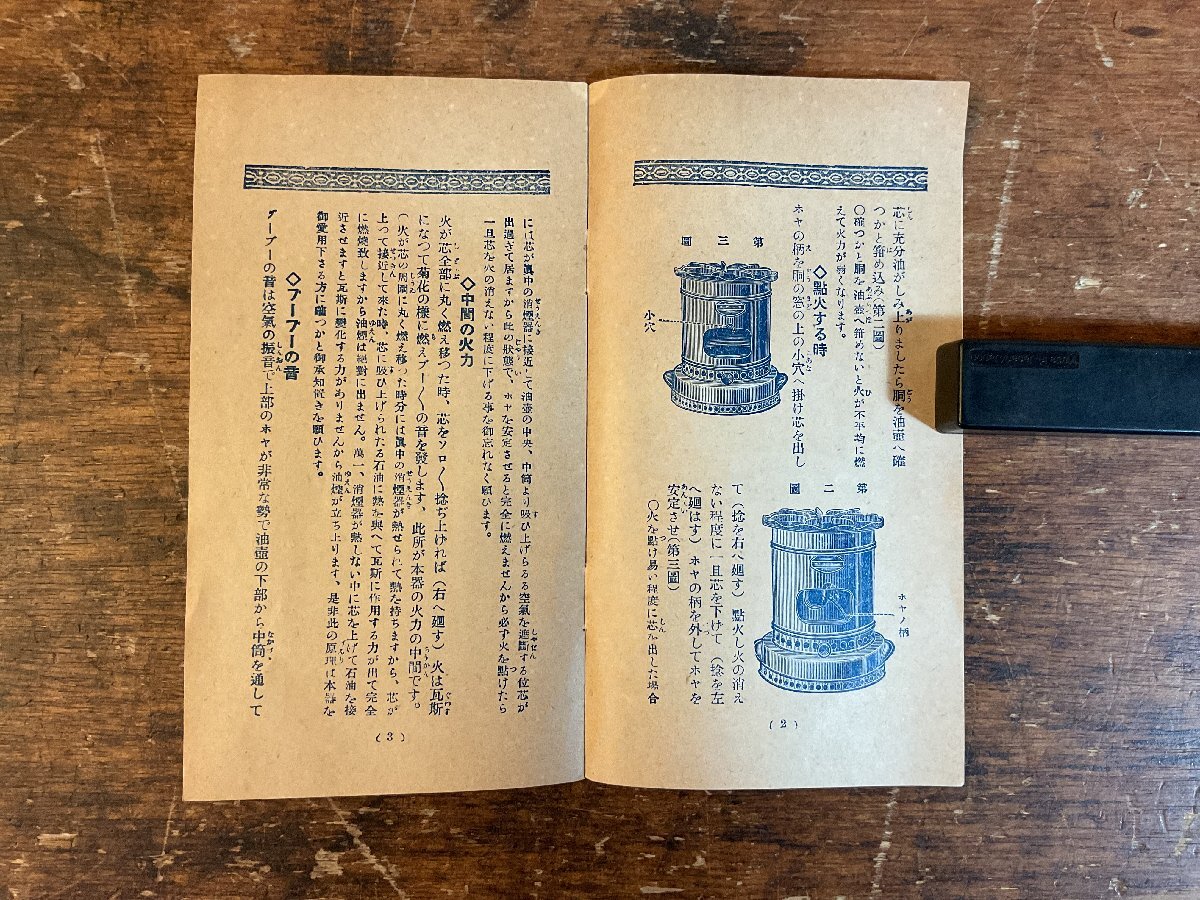 芯に充分油がしみ上りましたら胴を油壺へ確
つかと箝め込み(第二圖)
○確つかと胴を油壺へ箝めないと火が不平均に燃
えて火力が弱くなります。
◇點火する時
ホヤの柄を胴の窓の上の小穴へ掛け芯を出し
第三圖
小穴
第二圖
ホヤノ柄
て(捻を右へ廻す)點火し火の消え
ない程度に一旦芯を下げて(捻を左
へ廻はす)ホヤの柄を外してホヤを
安定させ(第三圖)
○火を點け易い程度に芯を出した場合
(2)
には芯が眞中の消煙器に接近して油壺の中央、中筒より吸ひ上げらるる空氣を遮斷する位芯が
出過ぎて居ますから此の狀態で、ホヤを安定させると完全に燃えませんから必ず火を點けたら
一旦芯を火の消えない程度に下げる事を御忘れなく願ひます。
◇中間の火力
火が芯全部に丸く燃え移つた時、芯をソロ〱捻ぢ上ければ(右へ廻す)火は瓦斯
になつて菊花の樣に燃えブー〱の音を發します、此所が本器の火力の中間です。
(火が芯の周圍に丸く燃え移つた時分には眞中の消煙器が熱せられて熱を持ちますから、芯が
上つて接近して來た時、芯に吸ひ上げられた石油に熱を與へて瓦斯に作用する力が出て完全
に燃燒致しますから油煙は絕對に出ません。萬一、消煙器が熱しない中に芯を上げて石油を接
近させますと瓦斯に變化する力がありませんから油煙が立ち上ります、是非此の原理は本器を
御愛用下さる方に確つかと御承知置きを願ひます。
◇ブーブーの音
ブーブーの音は空氣の振音で上部のホヤが非常な勢で油壺の下部から中筒を通して
(3)